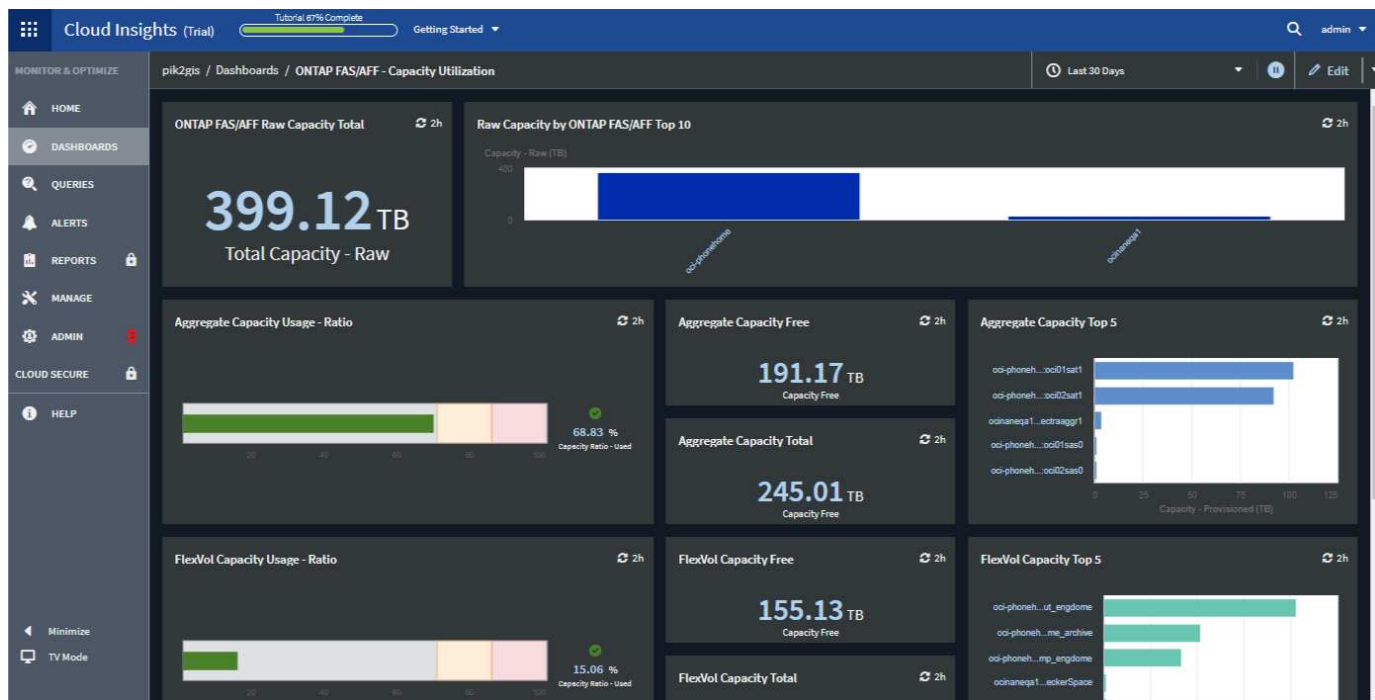 Tutorial 67% Complete
Cloud Insights (Trial)
Getting Started
admin
MONITOR & OPTIMIZE
pik2gis / Dashboards / ONTAP FAS/AFF - Capacity Utilization
Last 30 Days
Edit
HOME
DASHBOARDS
QUERIES
ALERTS
REPORTS
MANAGE
ADMIN
CLOUD SECURE
HELP
Minimize
TV Mode
ONTAP FAS/AFF Raw Capacity Total
2h
399.12 TB
Total Capacity - Raw
Raw Capacity by ONTAP FAS/AFF Top 10
2h
Capacity - Raw (TB)
400
0
oci-phonehome
ocinaneqa1
Aggregate Capacity Usage - Ratio
2h
68.83 %
Capacity Ratio - Used
20 40 60 80 100
Aggregate Capacity Free
2h
191.17 TB
Capacity Free
Aggregate Capacity Total
2h
245.01 TB
Capacity Free
Aggregate Capacity Top 5
2h
oci-phoneh...:oci01sat1
oci-phoneh...:oci02sat1
ocinaneqa1...ectraaggr1
oci-phoneh...:oci01sas0
oci-phoneh...:oci02sas0
0 25 50 75 100 125
Capacity - Provisioned (TB)
FlexVol Capacity Usage - Ratio
2h
15.06 %
Capacity Ratio - Used
20 40 60 80 100
FlexVol Capacity Free
2h
155.13 TB
Capacity Free
FlexVol Capacity Total
2h
FlexVol Capacity Top 5
2h
oci-phoneh...ut_engdome
oci-phoneh...me_archive
oci-phoneh...mp_engdome
ocinaneqa1...eckerSpace